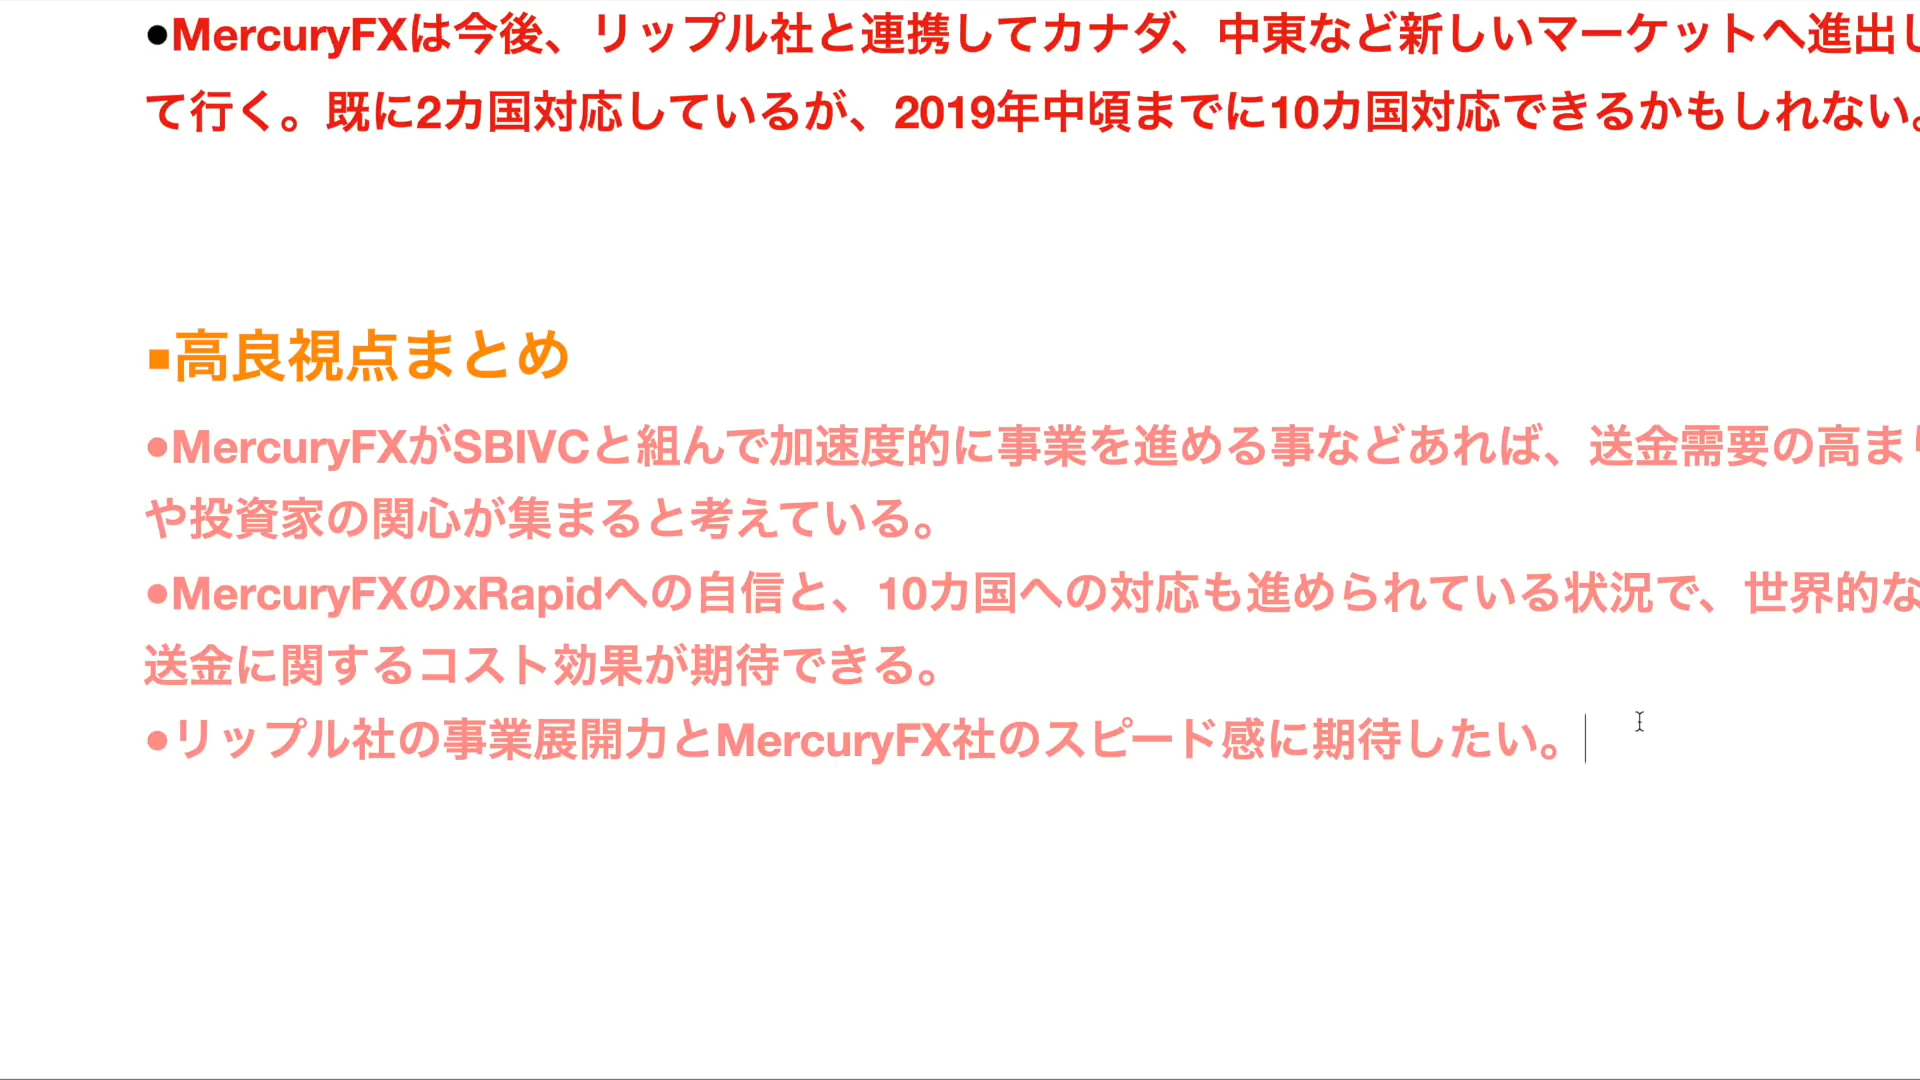 ●MercuryFXは今後、リップル社と連携してカナダ、中東など新しいマーケットへ進出し
て行く。既に2カ国対応しているが、2019年中頃までに10カ国対応できるかもしれない。
▪高良視点まとめ
●MercuryFXがSBIVCと組んで加速度的に事業を進める事などあれば、送金需要の高まり
や投資家の関心が集まると考えている。
●MercuryFXのxRapidへの自信と、10カ国への対応も進められている状況で、世界的な
送金に関するコスト効果が期待できる。
●リップル社の事業展開力とMercuryFX社のスピード感に期待したい。